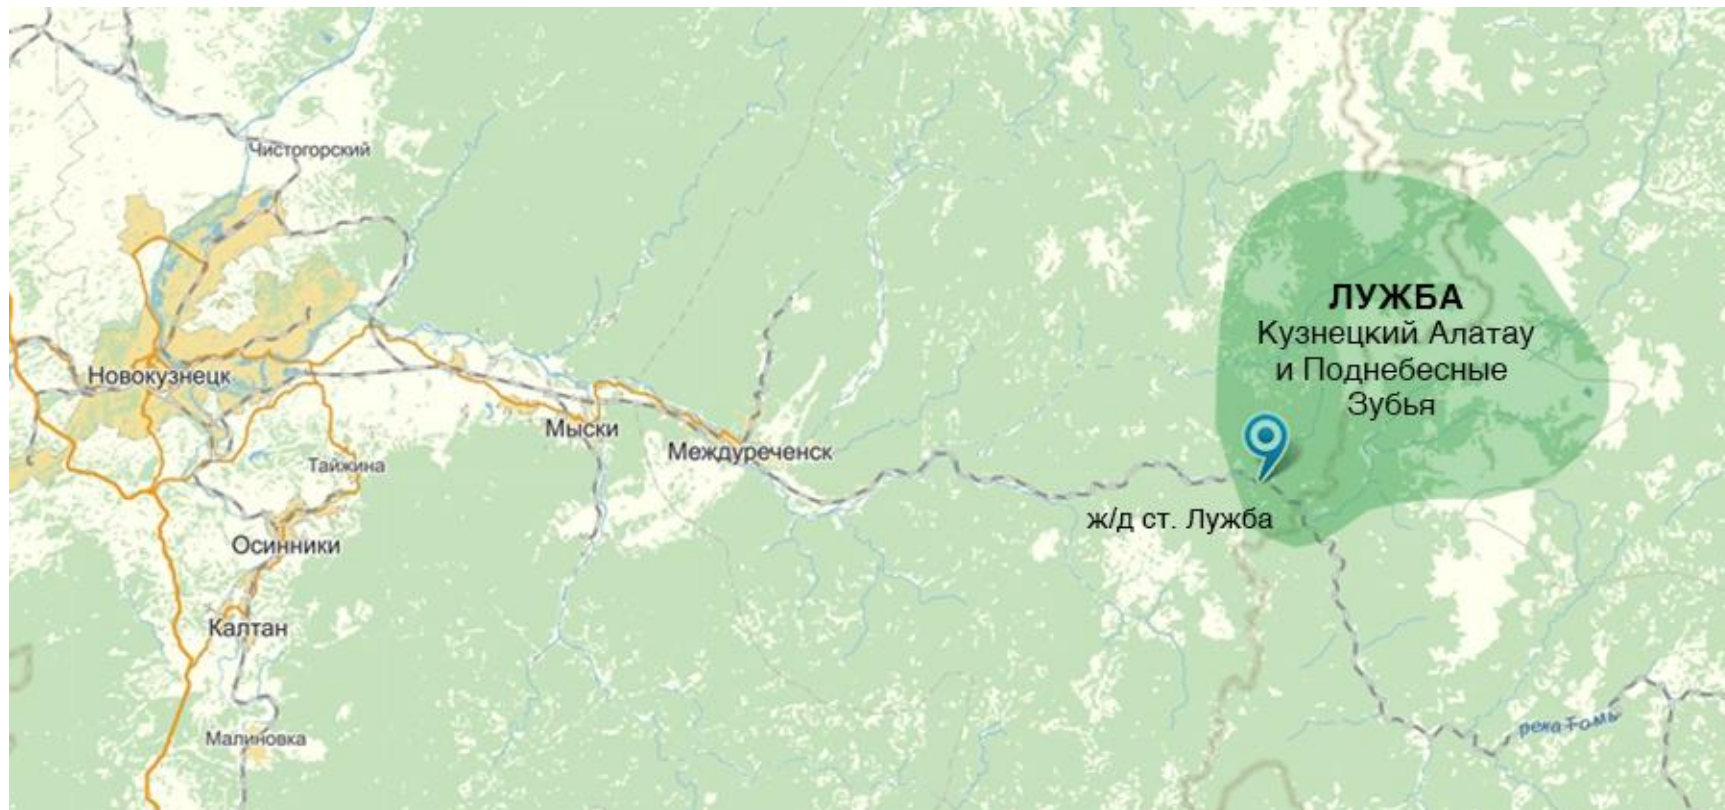 Чистогорский
ЛУЖБА
Кузнецкий Алатау
и Поднебесные
Зубья
Новокузнецк
Мыски
Междуреченск
Тайжина
ж/д ст. Лужба
Осинники
Калтан
река Томь
Малиновка